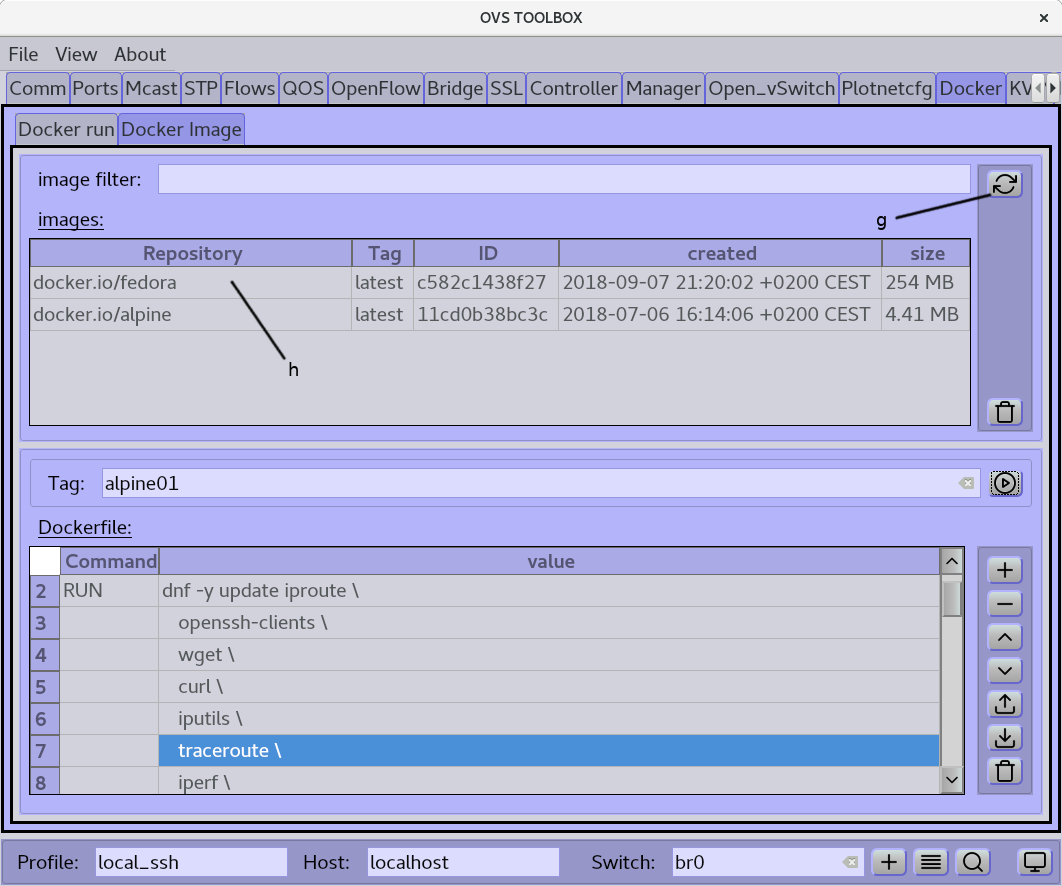 OVS TOOLBOX
File View About
Comm Ports Mcast STP Flows QOS OpenFlow Bridge SSL Controller Manager Open_vSwitch Plotnetcfg Docker
Docker run Docker Image
image filter:
images:
g
Repository Tag ID created size
docker.io/fedora latest c582c1438f27 2018-09-07 21:20:02 +0200 CEST 254 MB
docker.io/alpine latest 11cd0b38bc3c 2018-07-06 16:14:06 +0200 CEST 4.41 MB
h
Tag: alpine01
Dockerfile:
Command value
2 RUN dnf -y update iproute \
3 openssh-clients \
4 wget \
5 curl \
6 iputils \
7 traceroute \
8 iperf \
Profile: local_ssh Host: localhost Switch: br0